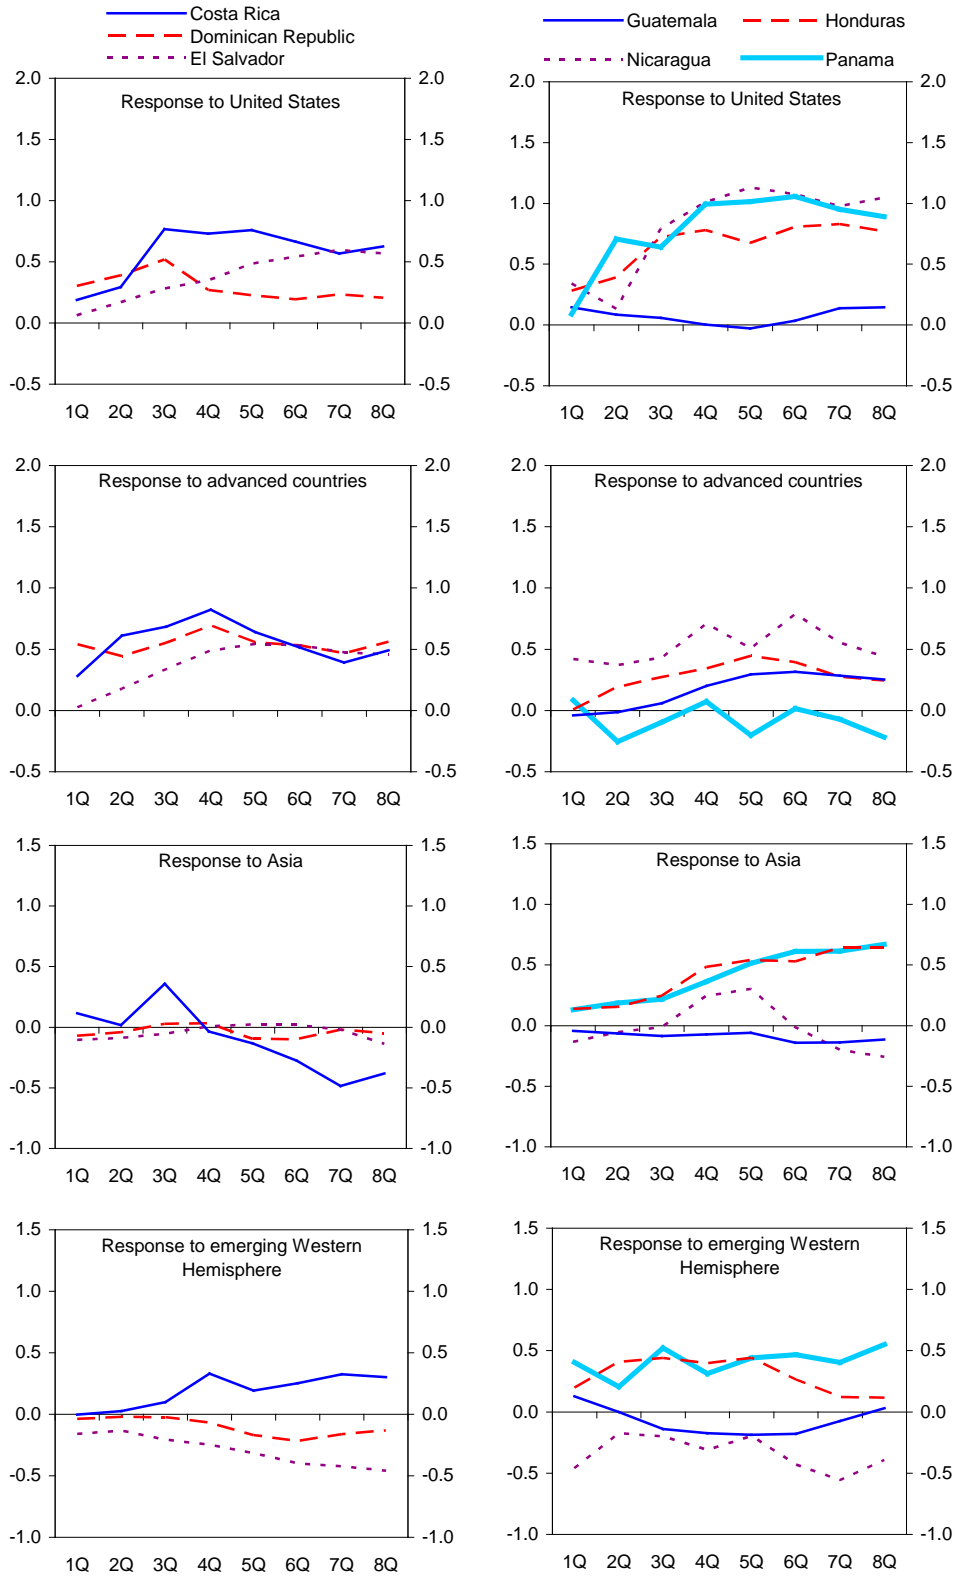 Costa Rica
Dominican Republic
El Salvador
Guatemala Honduras
Nicaragua Panama
Response to United States
2.0 2.0
1.5 1.5
1.0 1.0
0.5 0.5
0.0 0.0
-0.5 -0.5
1Q 2Q 3Q 4Q 5Q 6Q 7Q 8Q
Response to United States
2.0 2.0
1.5 1.5
1.0 1.0
0.5 0.5
0.0 0.0
-0.5 -0.5
1Q 2Q 3Q 4Q 5Q 6Q 7Q 8Q
Response to advanced countries
2.0 2.0
1.5 1.5
1.0 1.0
0.5 0.5
0.0 0.0
-0.5 -0.5
1Q 2Q 3Q 4Q 5Q 6Q 7Q 8Q
Response to advanced countries
2.0 2.0
1.5 1.5
1.0 1.0
0.5 0.5
0.0 0.0
-0.5 -0.5
1Q 2Q 3Q 4Q 5Q 6Q 7Q 8Q
Response to Asia
1.5 1.5
1.0 1.0
0.5 0.5
0.0 0.0
-0.5 -0.5
-1.0 -1.0
1Q 2Q 3Q 4Q 5Q 6Q 7Q 8Q
Response to Asia
1.5 1.5
1.0 1.0
0.5 0.5
0.0 0.0
-0.5 -0.5
-1.0 -1.0
1Q 2Q 3Q 4Q 5Q 6Q 7Q 8Q
Response to emerging Western
Hemisphere
1.5 1.5
1.0 1.0
0.5 0.5
0.0 0.0
-0.5 -0.5
-1.0 -1.0
1Q 2Q 3Q 4Q 5Q 6Q 7Q 8Q
Response to emerging Western
Hemisphere
1.5 1.5
1.0 1.0
0.5 0.5
0.0 0.0
-0.5 -0.5
-1.0 -1.0
1Q 2Q 3Q 4Q 5Q 6Q 7Q 8Q